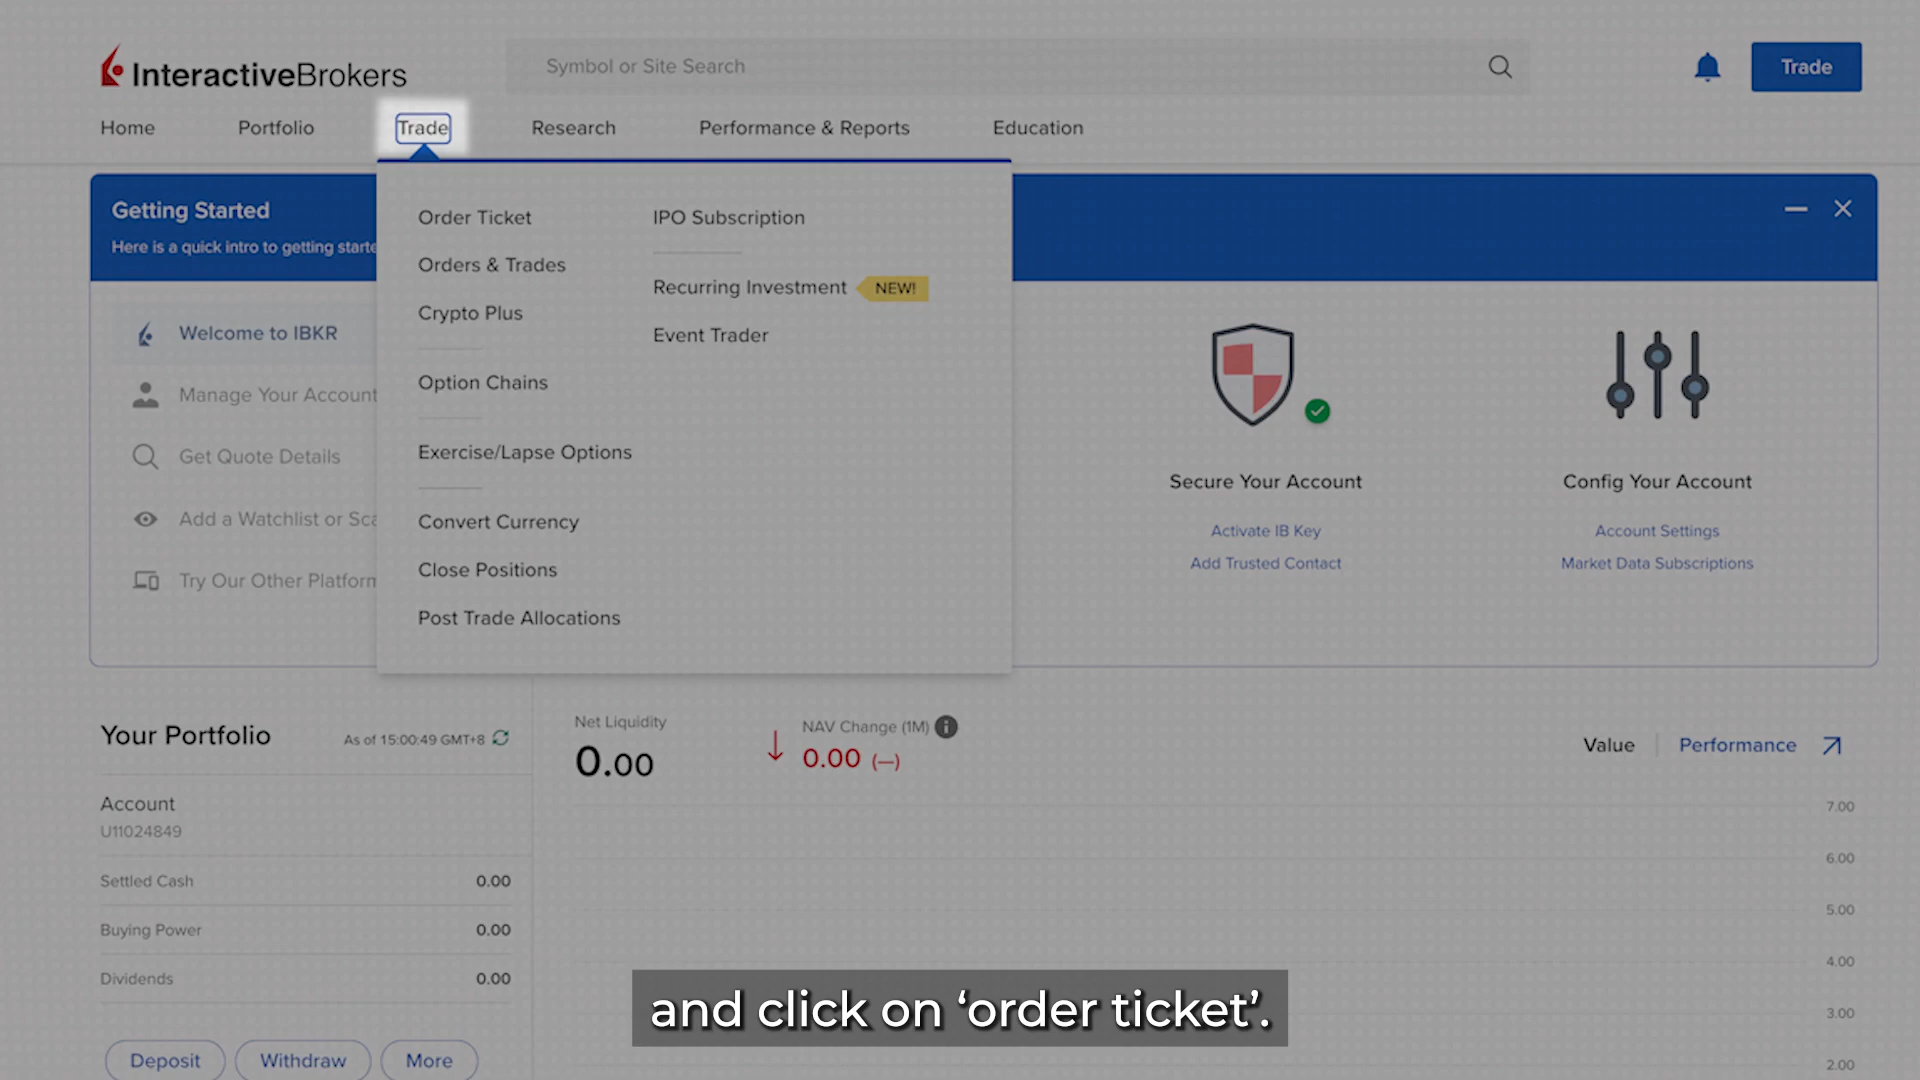 InteractiveBrokers
Symbol or Site Search
Trade
Home
Portfolio
Trade
Research
Performance & Reports
Education
Getting Started
Here is a quick intro to getting starte
Order Ticket
Orders & Trades
Crypto Plus
Option Chains
Exercise/Lapse Options
Convert Currency
Close Positions
Post Trade Allocations
IPO Subscription
Recurring Investment NEW!
Event Trader
Welcome to IBKR
Manage Your Account
Get Quote Details
Add a Watchlist or Sca
Try Our Other Platform
Secure Your Account
Activate IB Key
Add Trusted Contact
Config Your Account
Account Settings
Market Data Subscriptions
Your Portfolio
As of 15:00:49 GMT+8
Account
U11024849
Settled Cash 0.00
Buying Power 0.00
Dividends 0.00
Deposit
Withdraw
More
Net Liquidity
0.00
NAV Change (1M)
0.00 (—)
Value
Performance
7.00
6.00
5.00
4.00
3.00
2.00
and click on ‘order ticket’.